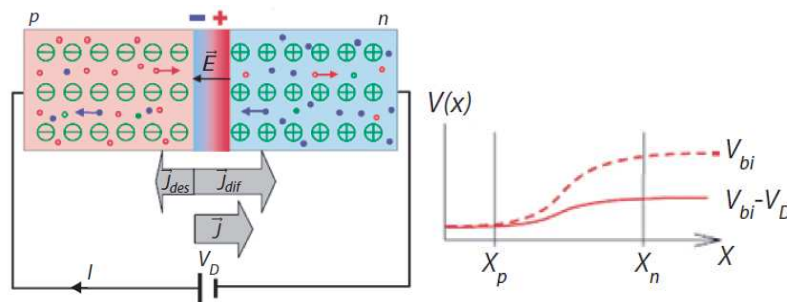 p
n
− +
E
j_des j_dif
j
V_D
I
V(x)
V_bi
V_bi-V_D
X_p
X_n
X